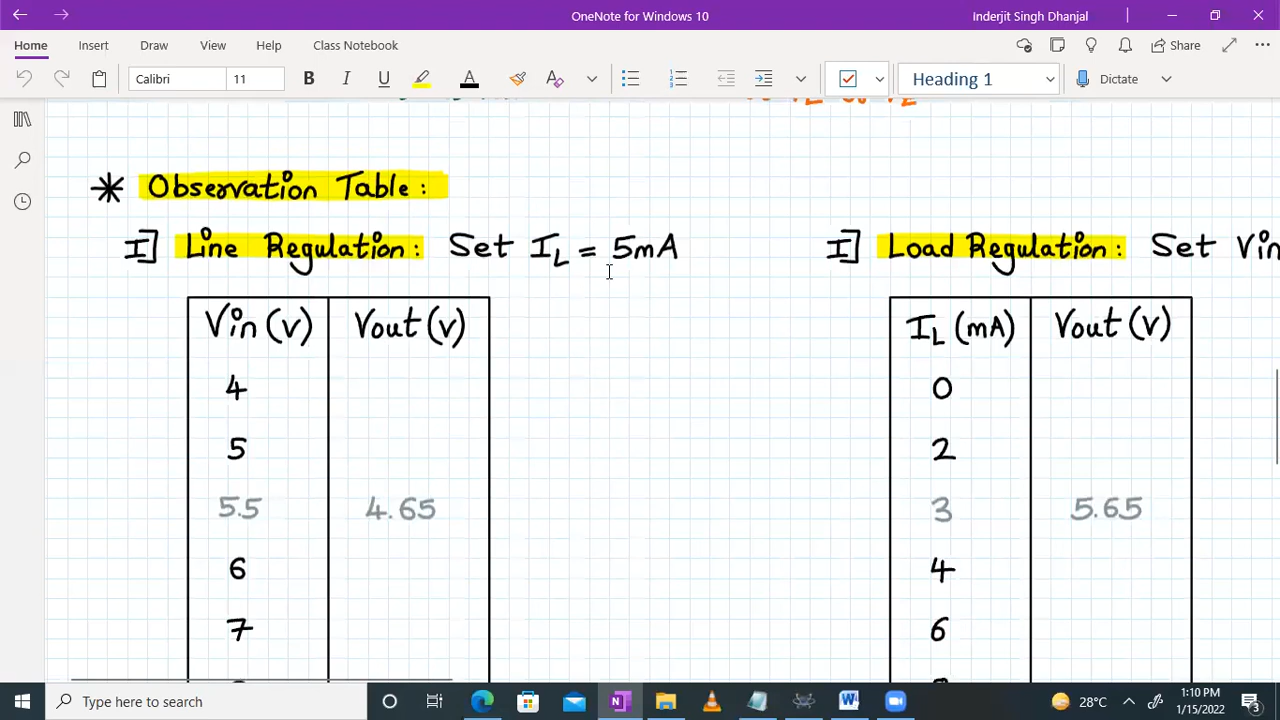 OneNote for Windows 10
Inderjit Singh Dhanjal
Home Insert Draw View Help Class Notebook
Share
Calibri 11 B I U A Heading 1 Dictate
* Observation Table:
I] Line Regulation: Set IL = 5mA
I] Load Regulation: Set Vin
Vin (v) Vout (v)
4
5
5.5 4.65
6
7
IL (mA) Vout (v)
0
2
3 5.65
4
6
Type here to search
28°C
1:10 PM
1/15/2022
3